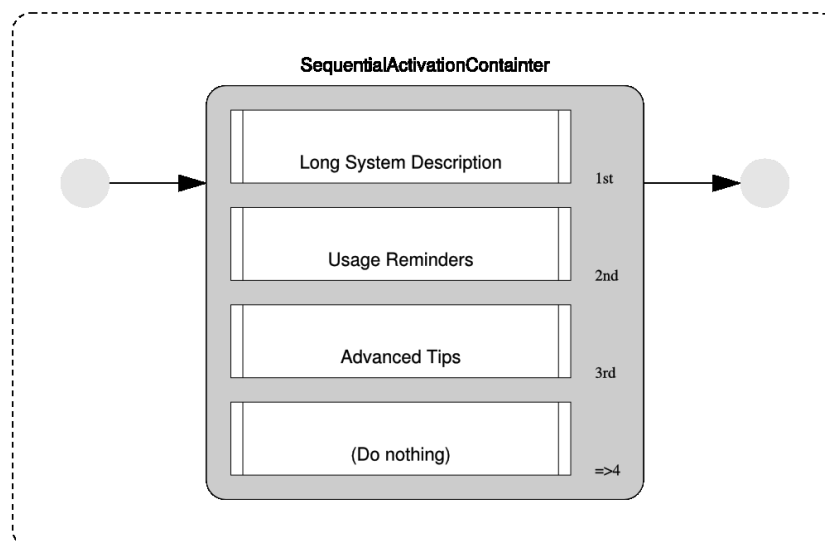 SequentialActivationContainter
Long System Description
1st
Usage Reminders
2nd
Advanced Tips
3rd
(Do nothing)
=>4